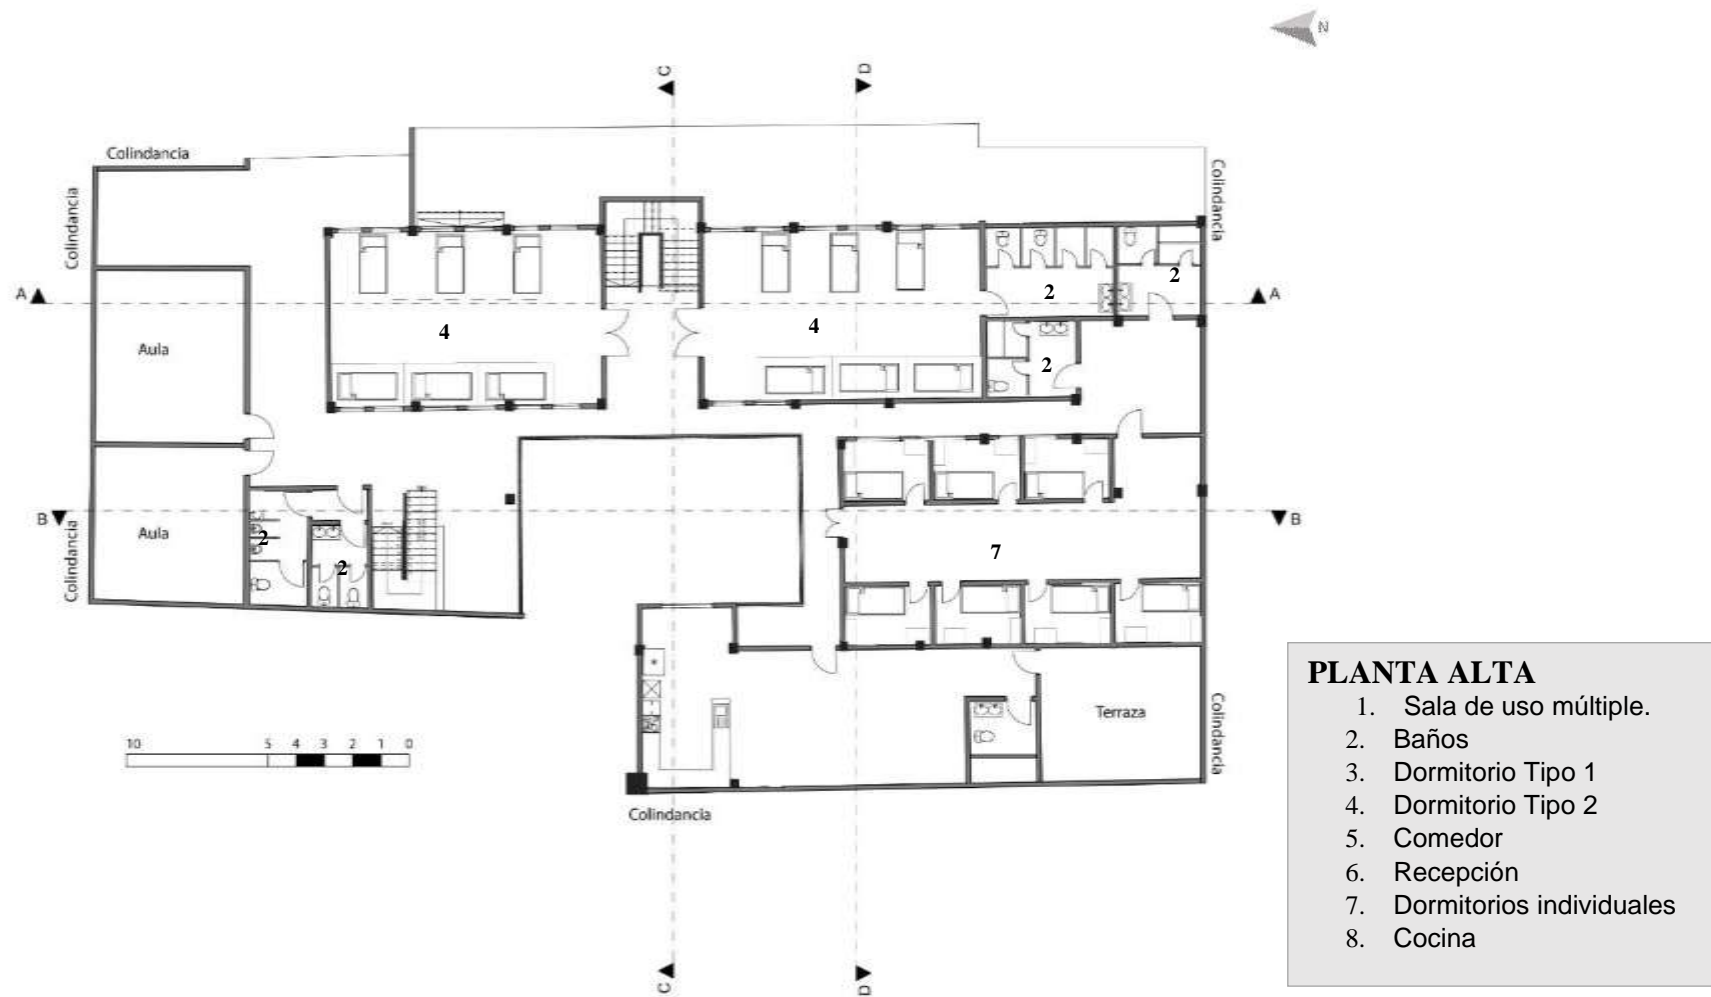 N
C
D
Colindancia
Colindancia
Colindancia
A
A
2
2
4
4
Aula
2
B
B
Aula
2
2
7
Colindancia
Terraza
Colindancia
10 5 4 3 2 1 0
Colindancia
C
D
PLANTA ALTA
1. Sala de uso múltiple.
2. Baños
3. Dormitorio Tipo 1
4. Dormitorio Tipo 2
5. Comedor
6. Recepción
7. Dormitorios individuales
8. Cocina